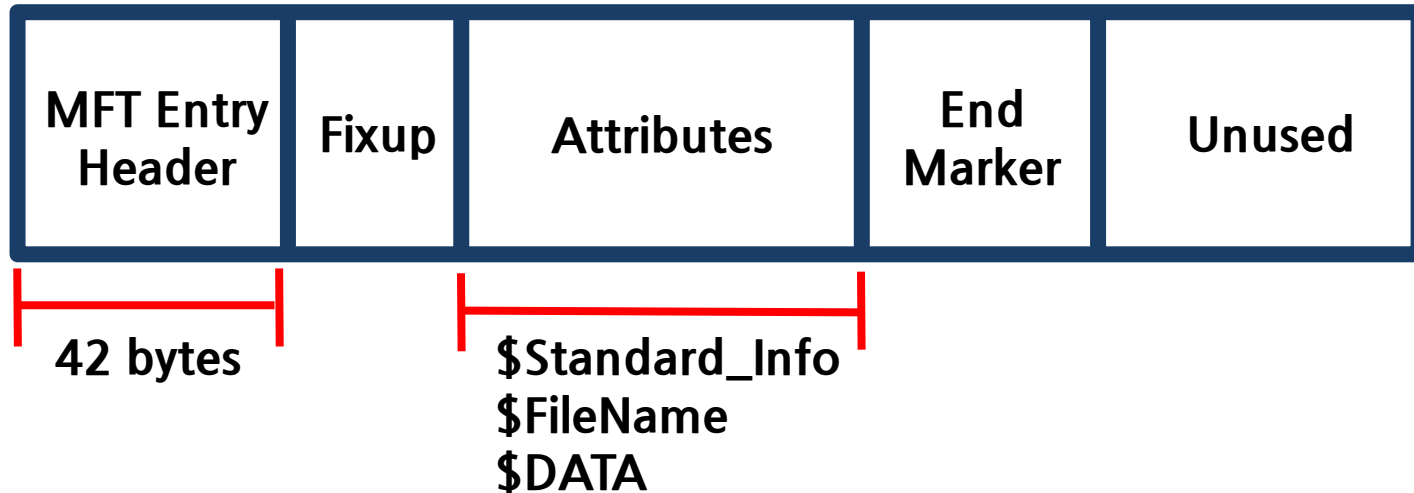 MFT Entry
Header
Fixup
Attributes
End
Marker
Unused
42 bytes
$Standard_Info
$FileName
$DATA